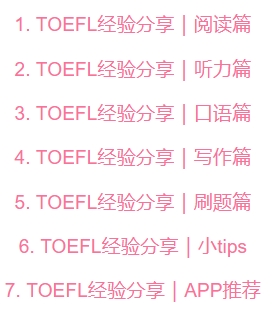 1. TOEFL经验分享｜阅读篇
2. TOEFL经验分享｜听力篇
3. TOEFL经验分享｜口语篇
4. TOEFL经验分享｜写作篇
5. TOEFL经验分享｜刷题篇
6. TOEFL经验分享｜小tips
7. TOEFL经验分享｜APP推荐